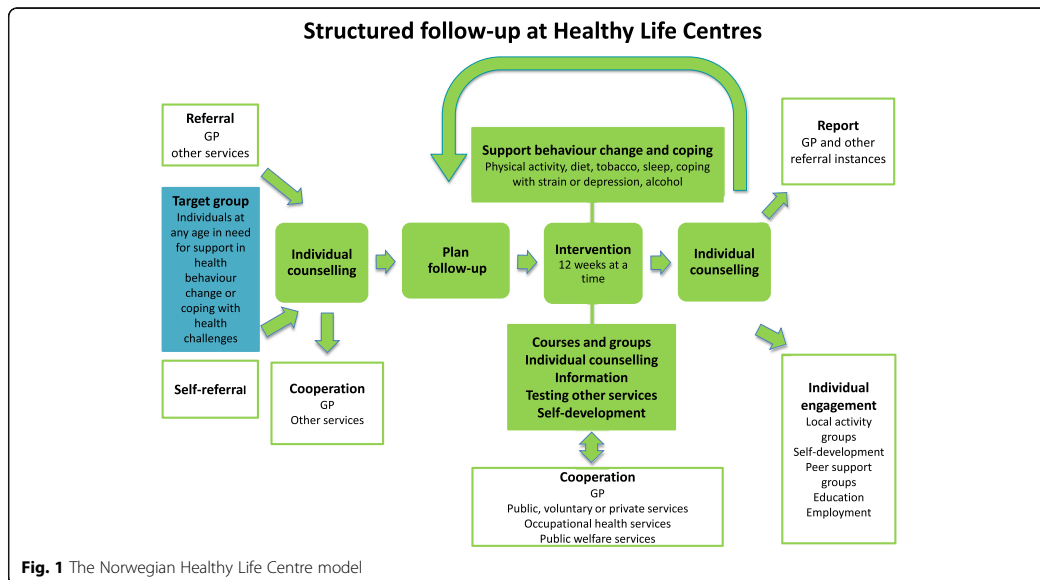 Structured follow-up at Healthy Life Centres
Referral
GP
other services
Target group
Individuals at
any age in need
for support in
health
behaviour
change or
coping with
health
challenges
Self-referral
Individual
counselling
Cooperation
GP
Other services
Plan
follow-up
Support behaviour change and coping
Physical activity, diet, tobacco, sleep, coping
with strain or depression, alcohol
Intervention
12 weeks at a
time
Courses and groups
Individual counselling
Information
Testing other services
Self-development
Cooperation
GP
Public, voluntary or private services
Occupational health services
Public welfare services
Individual
counselling
Report
GP and other
referral instances
Individual
engagement
Local activity
groups
Self-development
Peer support
groups
Education
Employment
Fig. 1 The Norwegian Healthy Life Centre model